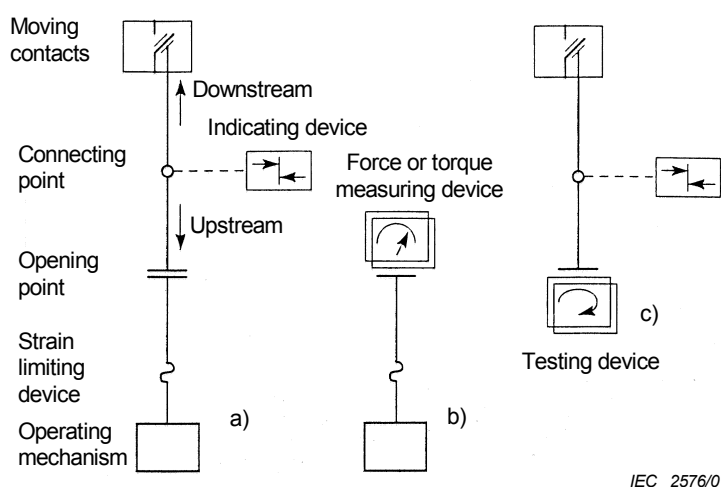 Moving
contacts
Downstream
Indicating device
Connecting
point
Force or torque
measuring device
Upstream
Opening
point
c)
Strain
limiting
device
Testing device
a)
b)
Operating
mechanism
IEC 2576/0